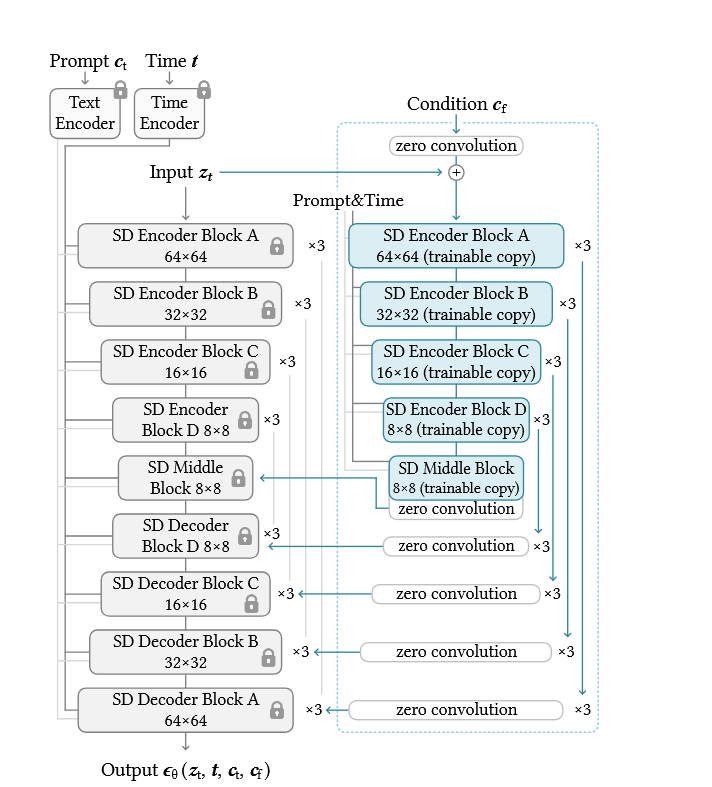 Prompt cₜ
Time t
Text
Encoder
Time
Encoder
Condition c_f
zero convolution
Input zₜ
+
Prompt&Time
SD Encoder Block A
64×64
×3
SD Encoder Block A
64×64 (trainable copy)
×3
SD Encoder Block B
32×32
×3
SD Encoder Block B
32×32 (trainable copy)
×3
SD Encoder Block C
16×16
×3
SD Encoder Block C
16×16 (trainable copy)
×3
SD Encoder
Block D 8×8
×3
SD Encoder Block D
8×8 (trainable copy)
×3
SD Middle
Block 8×8
SD Middle Block
8×8 (trainable copy)
zero convolution
SD Decoder
Block D 8×8
×3
zero convolution
×3
SD Decoder Block C
16×16
×3
zero convolution
×3
SD Decoder Block B
32×32
×3
zero convolution
×3
SD Decoder Block A
64×64
×3
zero convolution
×3
Output ϵ_θ(zₜ, t, cₜ, c_f)